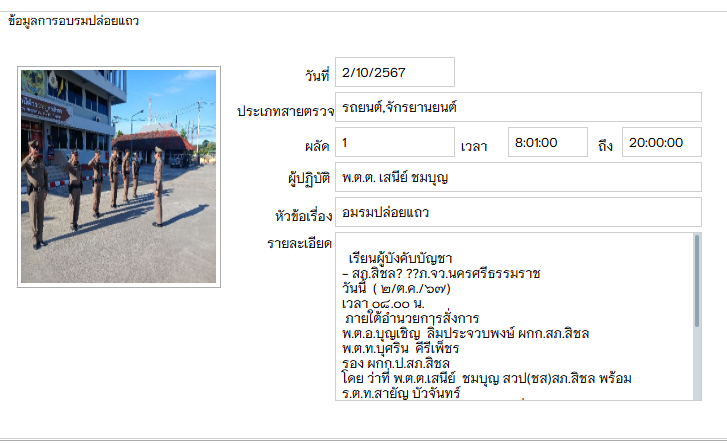 ข้อมูลการอบรมปล่อยแถว
วันที่ 2/10/2567
ประเภทสายตรวจ รถยนต์,จักรยานยนต์
ผลัด 1 เวลา 8:01:00 ถึง 20:00:00
ผู้ปฏิบัติ พ.ต.ต. เสนีย์ ชมบุญ
หัวข้อเรื่อง อมรมปล่อยแถว
รายละเอียด
เรียนผู้บังคับบัญชา
– สภ.สิชล? ??ภ.จว.นครศรีธรรมราช
วันนี้ ( ๒/ต.ค./๖๗)
เวลา ๐๘.๐๐ น.
ภายใต้อำนวยการสั่งการ
พ.ต.อ.บุญเชิญ ลิ่มประจวบพงษ์ ผกก.สภ.สิชล
พ.ต.ท.บุศริน คีรีเพ็ชร
รอง ผกก.ป.สภ.สิชล
โดย ว่าที่ พ.ต.ต.เสนีย์ ชมบุญ สวป(ชส)สภ.สิชล พร้อม
ร.ต.ท.สายัญ บัวจันทร์